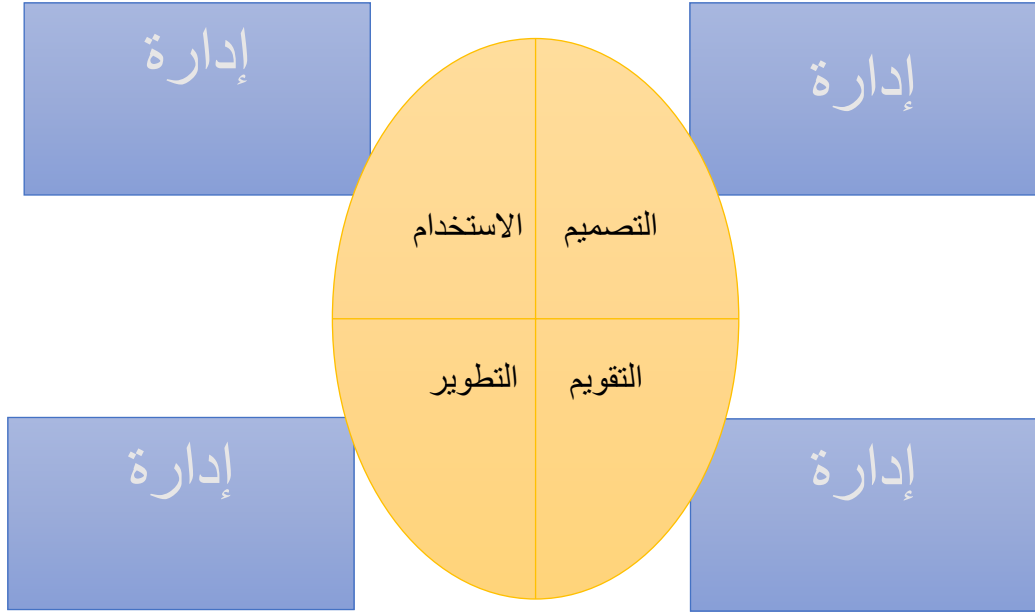 إدارة
إدارة
التصميم
الاستخدام
التقويم
التطوير
إدارة
إدارة